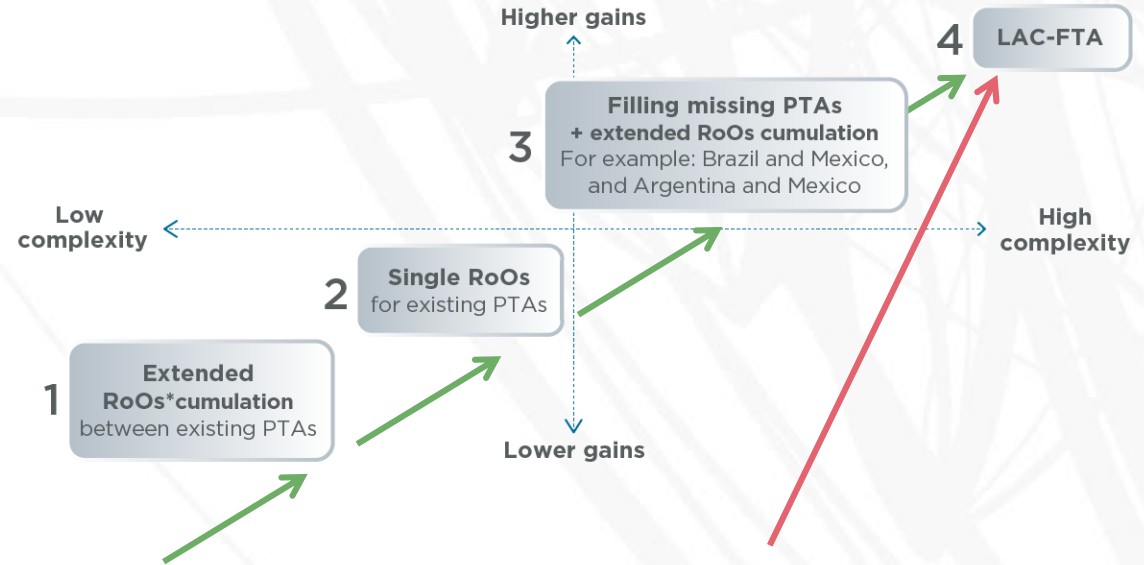 Higher gains
4
LAC-FTA
3
Filling missing PTAs
+ extended RoOs cumulation
For example: Brazil and Mexico,
and Argentina and Mexico
Low
complexity
High
complexity
2
Single RoOs
for existing PTAs
1
Extended
RoOs*cumulation
between existing PTAs
Lower gains